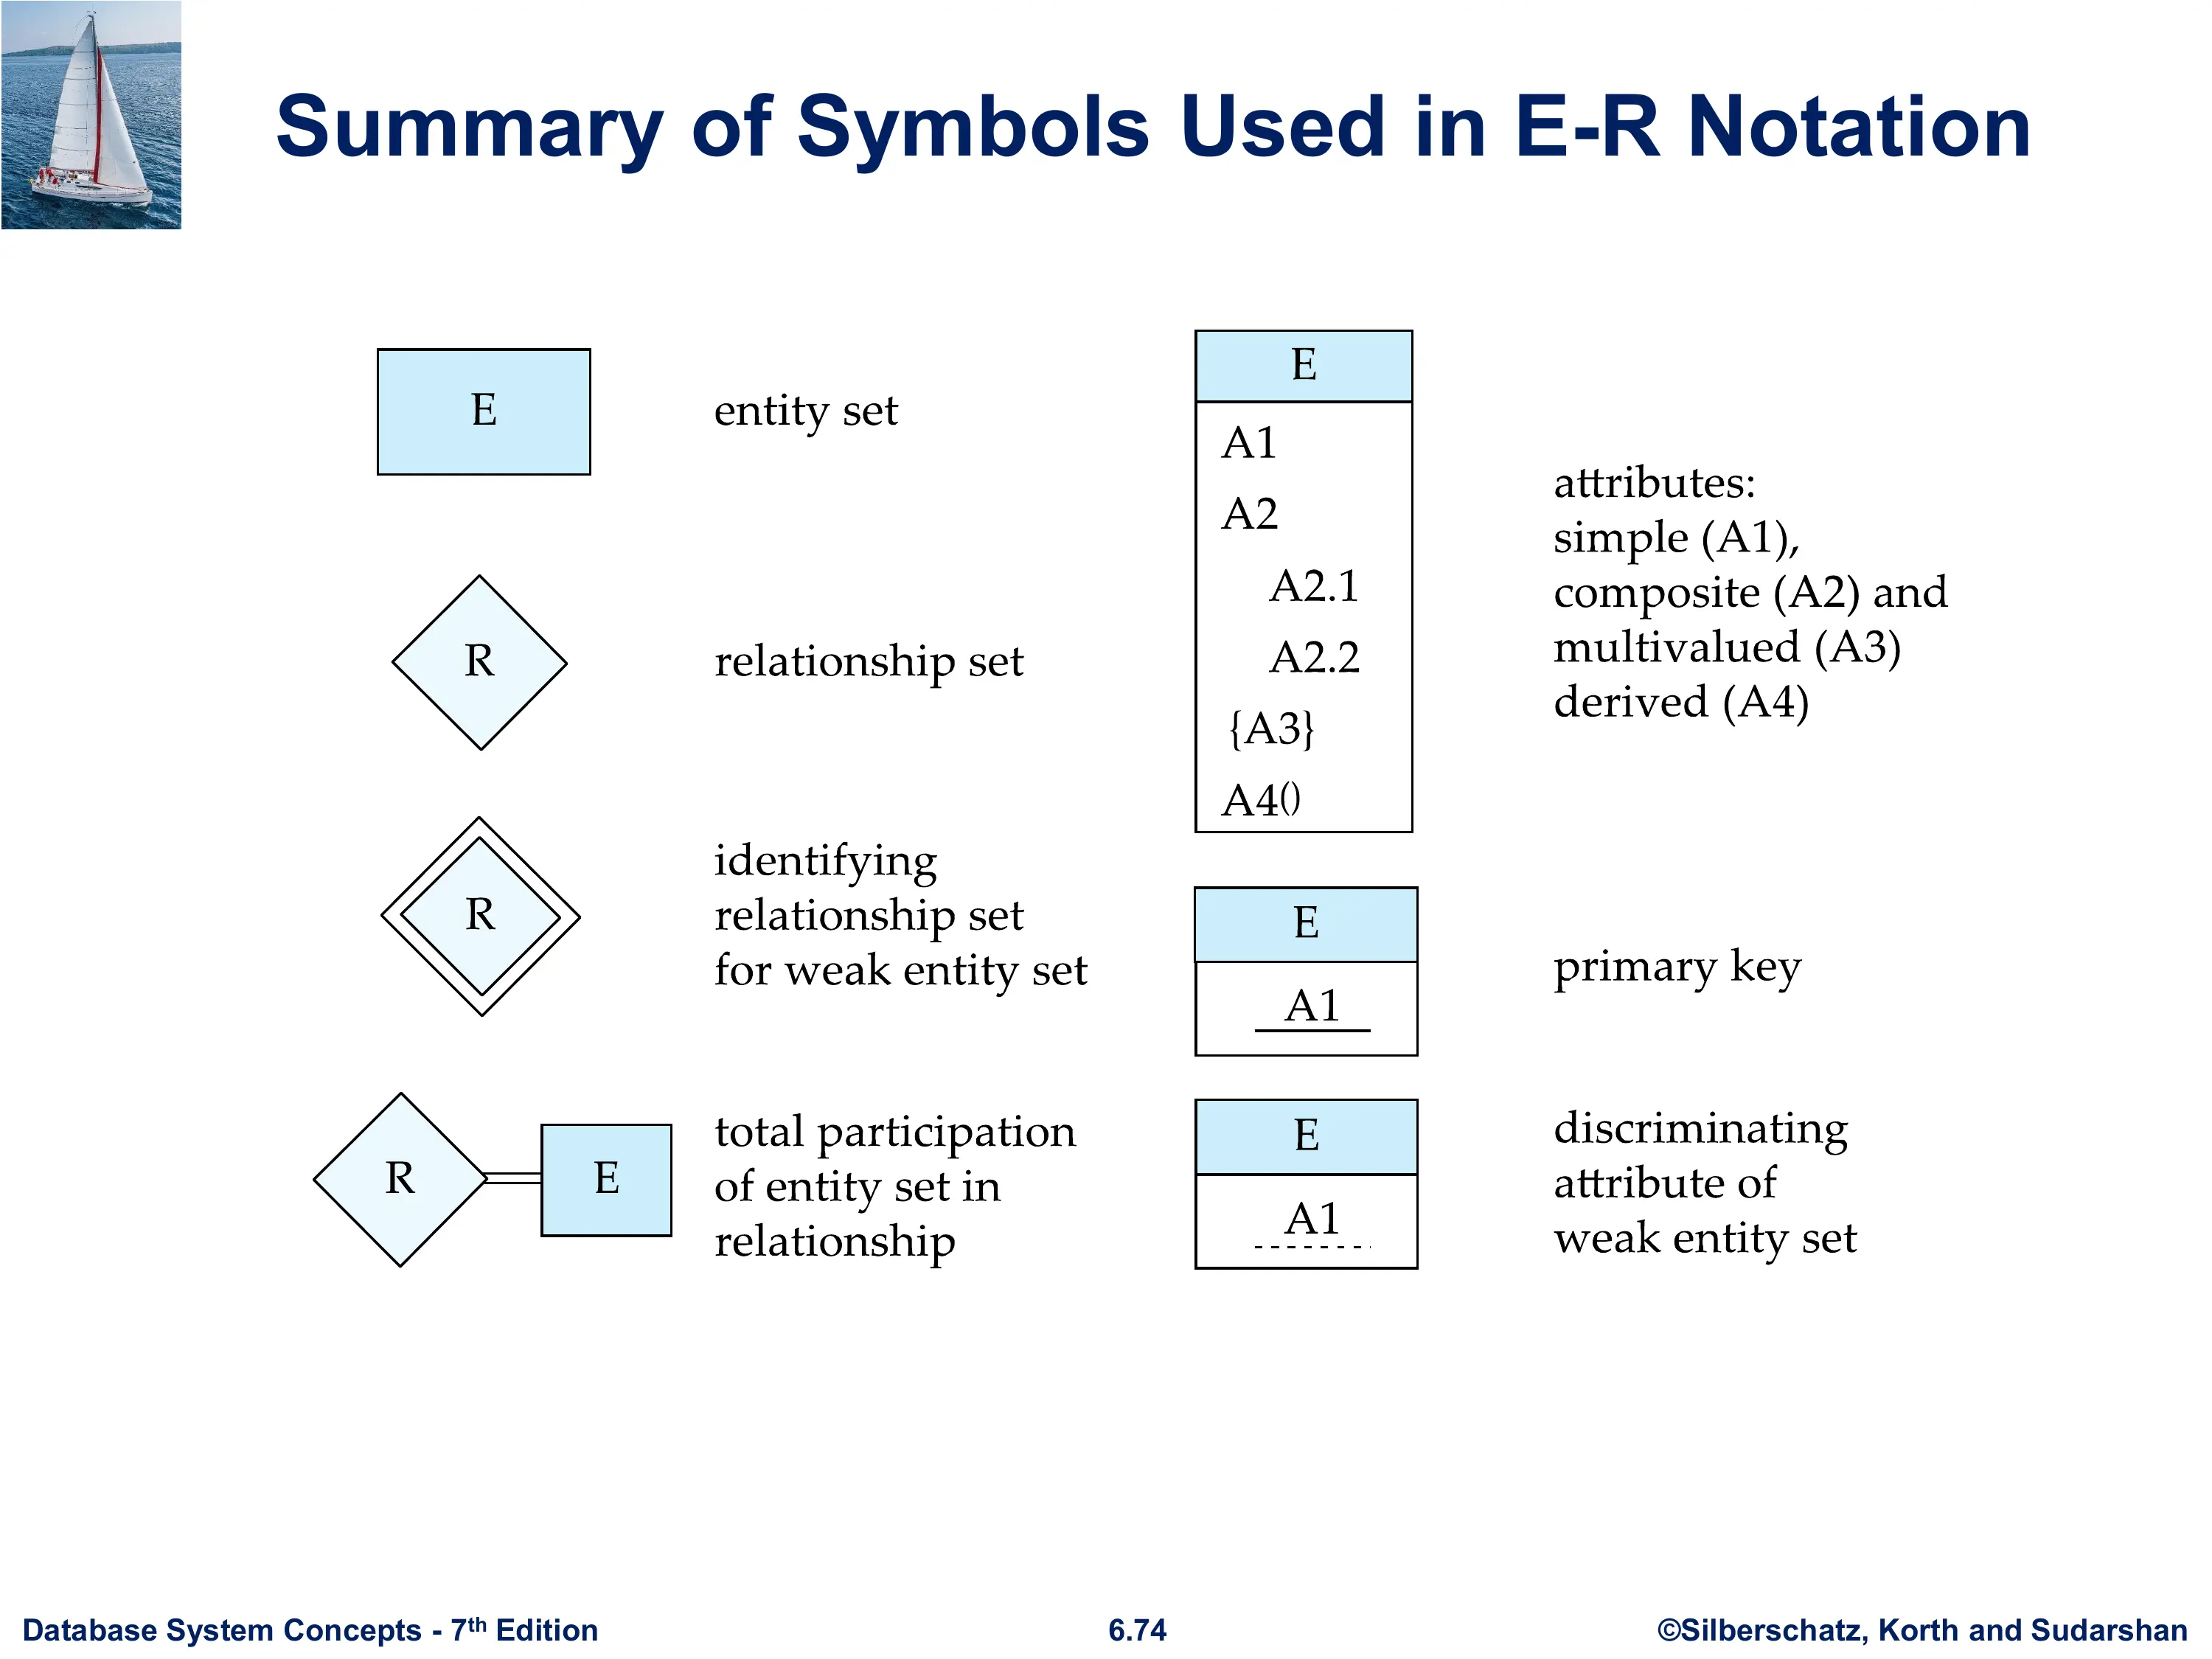 Summary of Symbols Used in E-R Notation
E
entity set
R
relationship set
R
identifying
relationship set
for weak entity set
R
E
total participation
of entity set in
relationship
E
A1
A2
A2.1
A2.2
{A3}
A4()
attributes:
simple (A1),
composite (A2) and
multivalued (A3)
derived (A4)
E
A1
primary key
E
A1
discriminating
attribute of
weak entity set
Database System Concepts - 7th Edition
6.74
©Silberschatz, Korth and Sudarshan